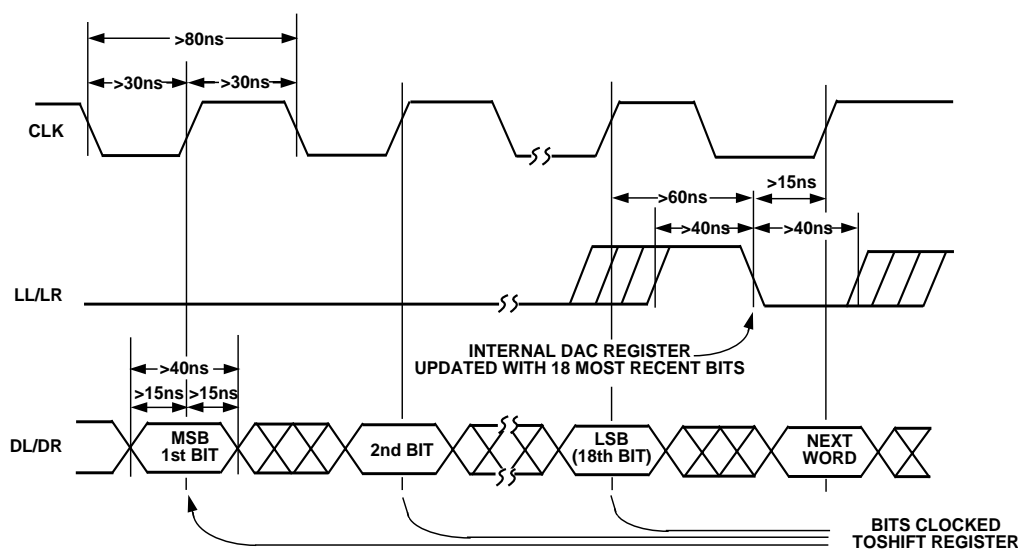 >80ns
>30ns
>30ns
CLK
>15ns
>60ns
>40ns
>40ns
LL/LR
INTERNAL DAC REGISTER
UPDATED WITH 18 MOST RECENT BITS
>40ns
>15ns
>15ns
DL/DR
MSB
1st BIT
2nd BIT
LSB
(18th BIT)
NEXT
WORD
BITS CLOCKED
TOSHIFT REGISTER